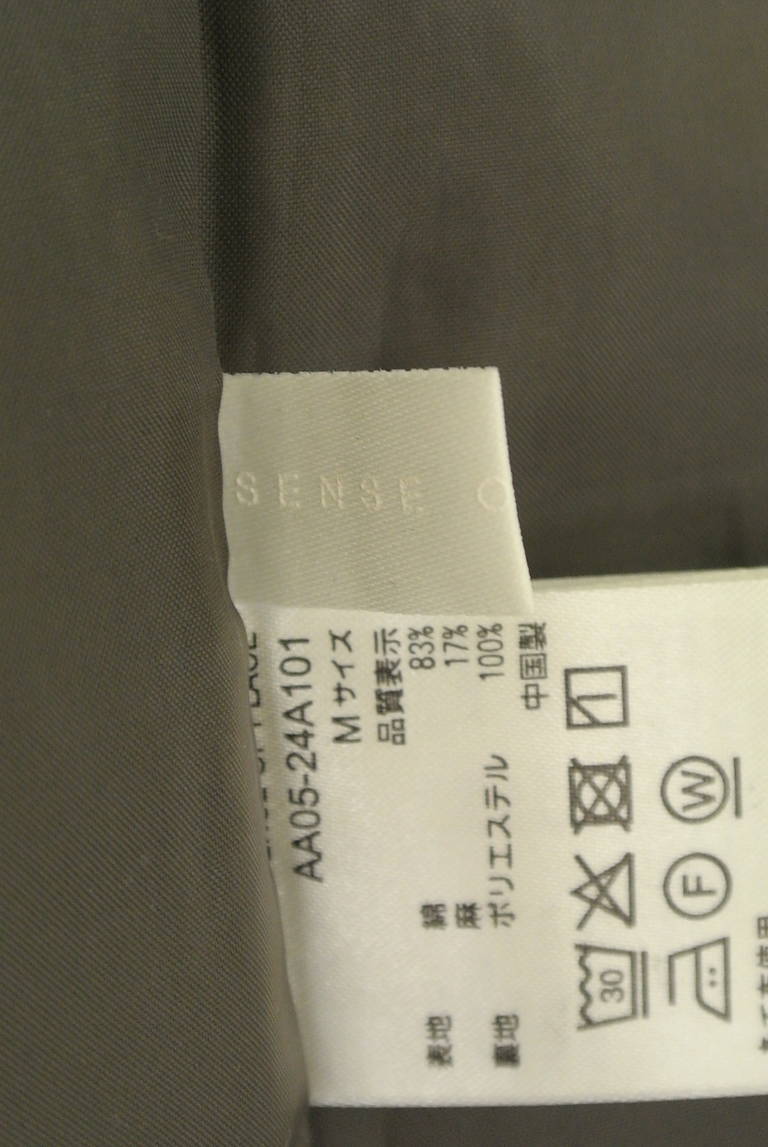 SENSE O
AA05-24A101
Mサイズ
品質表示
表地 綿 83%
麻 17%
裏地 ポリエステル 100%
中国製
30
F W